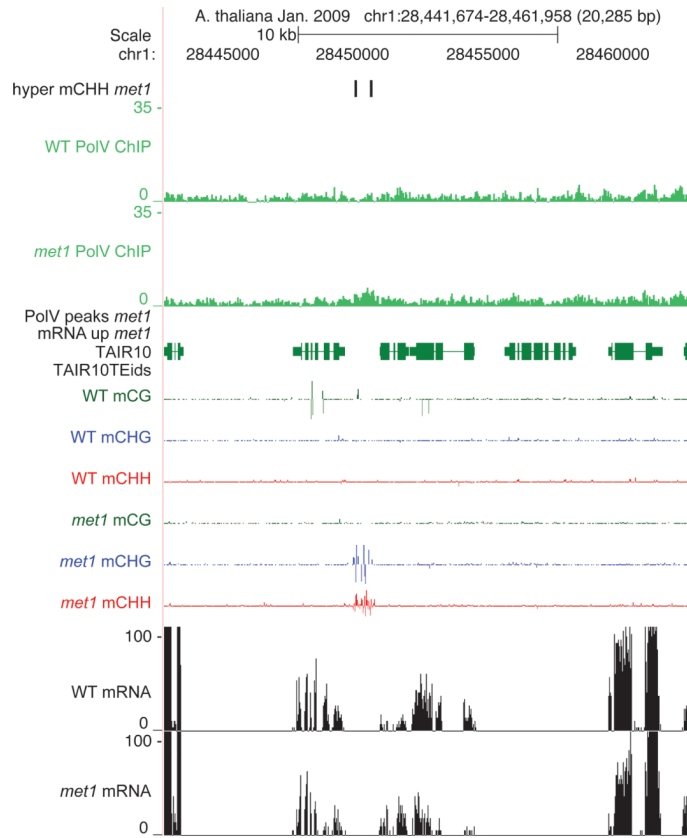 A. thaliana Jan. 2009 chr1:28,441,674-28,461,958 (20,285 bp)
Scale 10 kb
chr1: 28445000 28450000 28455000 28460000
hyper mCHH met1
35
WT PolV ChIP
0
35
met1 PolV ChIP
0
PolV peaks met1
mRNA up met1
TAIR10
TAIR10TEids
WT mCG
WT mCHG
WT mCHH
met1 mCG
met1 mCHG
met1 mCHH
100
WT mRNA
0
100
met1 mRNA
0